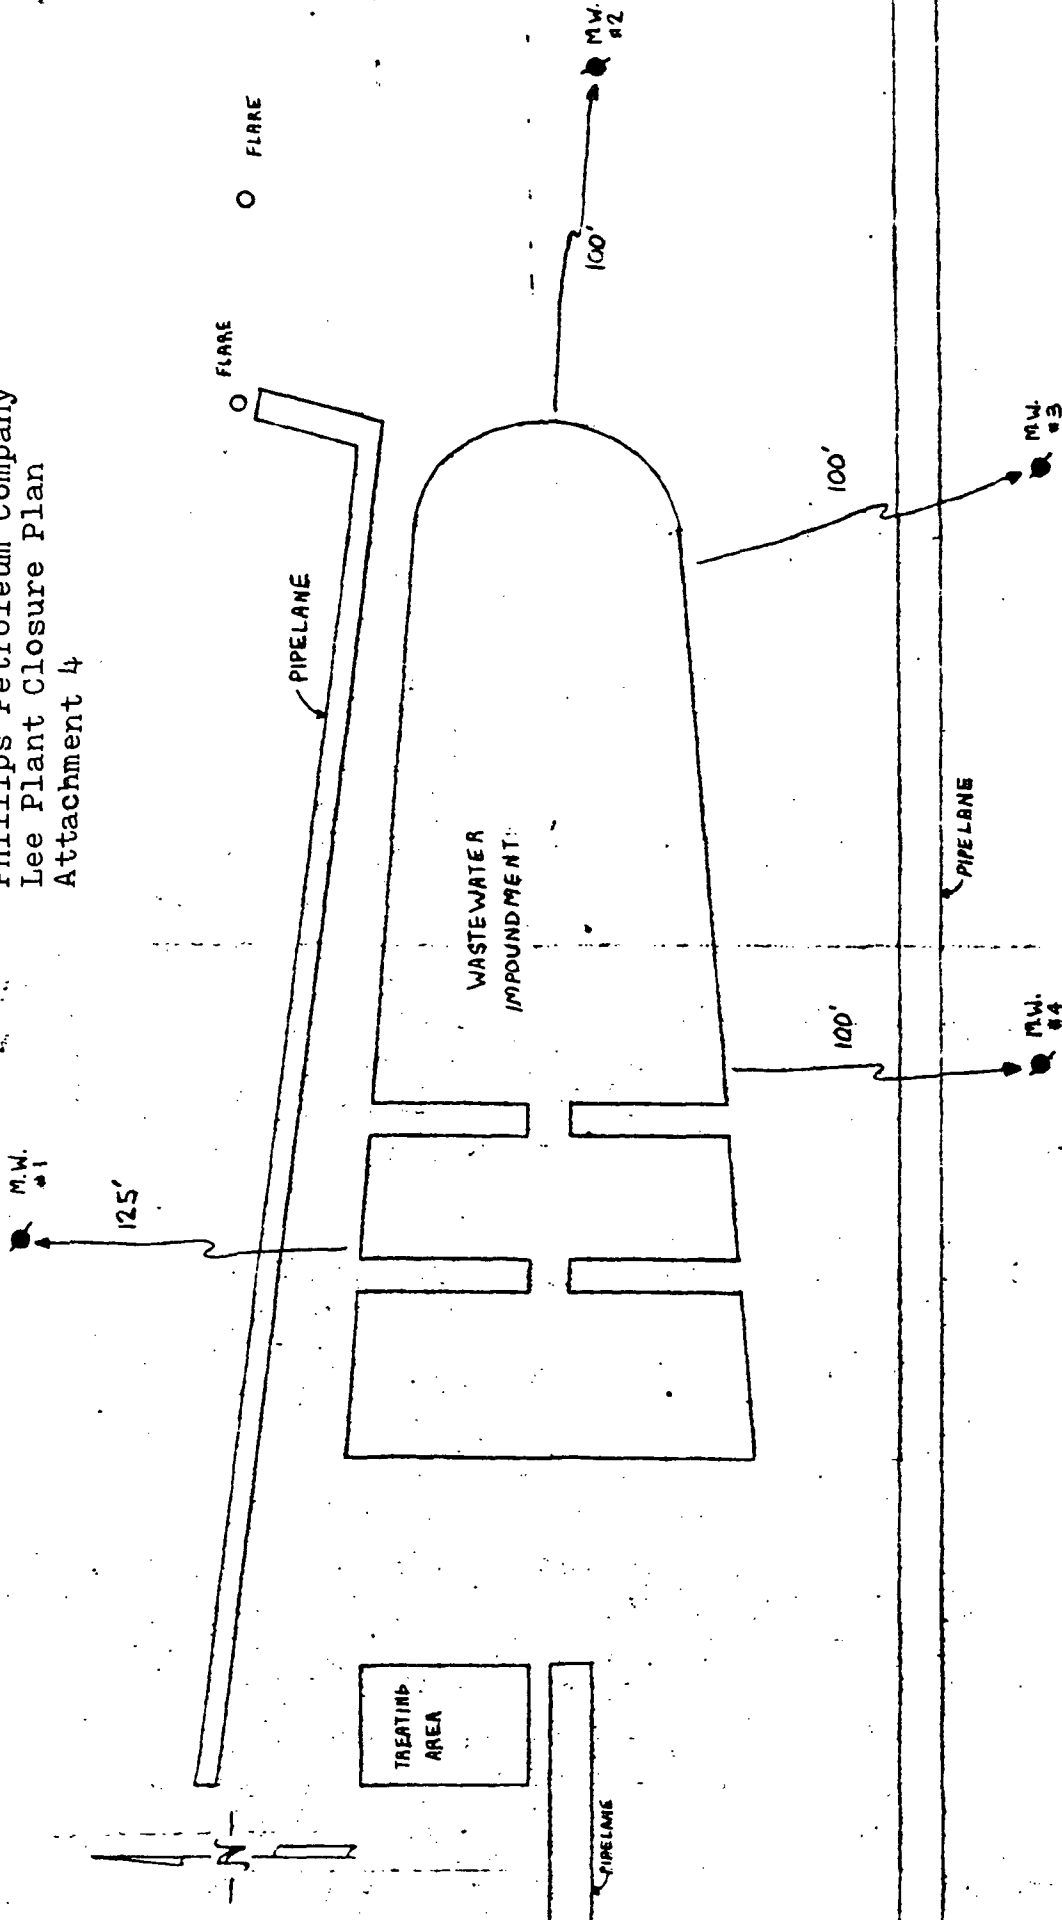 Phillips Petroleum Company
Lee Plant Closure Plan
Attachment 4
M.W.
#1
125'
FLARE
FLARE
PIPELANE
M.W.
#2
100'
WASTEWATER
IMPOUNDMENT
100'
M.W.
#3
100'
M.W.
#4
PIPELANE
TREATING
AREA
PIPELANE
N